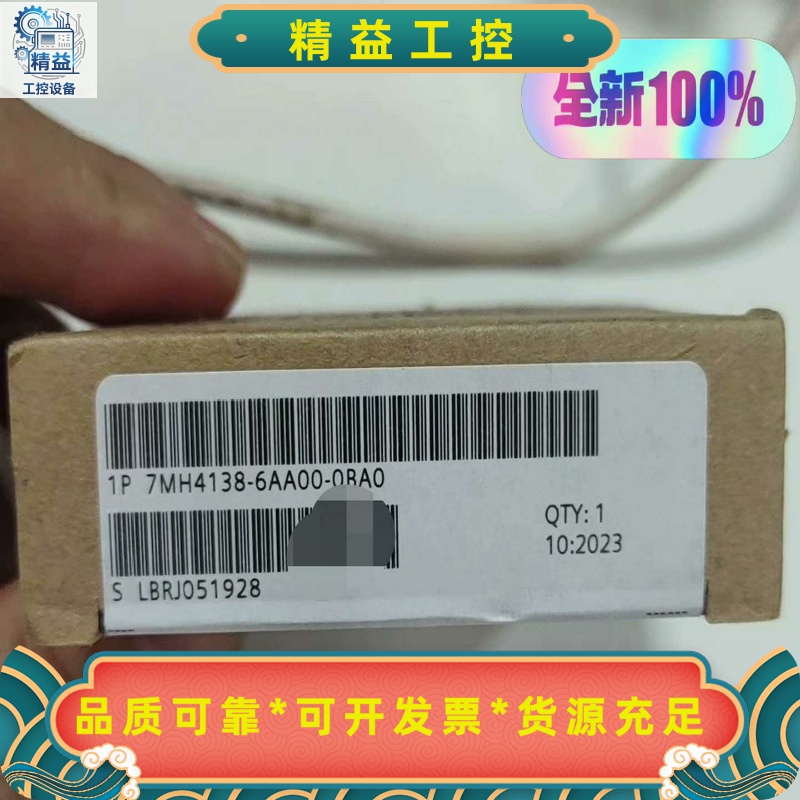 精益
工控设备
精益工控
全新100%
1P 7MH4138-6AA00-0BA0
QTY: 1
10:2023
S LBRJ051928
品质可靠*可开发票*货源充足